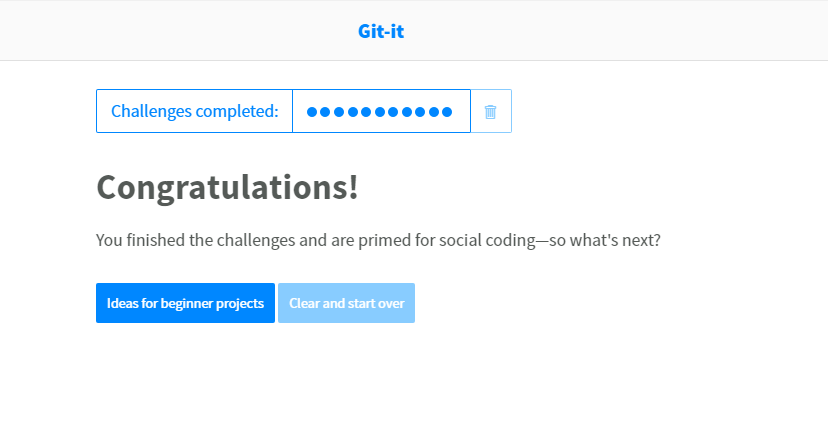 Git-it
Challenges completed:
Congratulations!
You finished the challenges and are primed for social coding—so what's next?
Ideas for beginner projects
Clear and start over